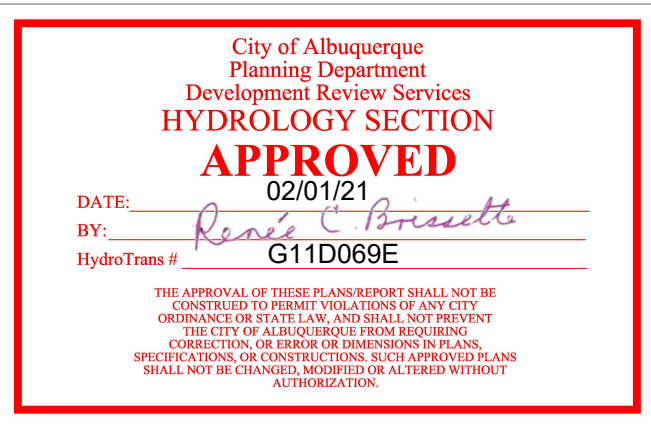 City of Albuquerque
Planning Department
Development Review Services
HYDROLOGY SECTION
APPROVED
DATE: 02/01/21
BY: Renée C. Brissette
HydroTrans # G11D069E
THE APPROVAL OF THESE PLANS/REPORT SHALL NOT BE
CONSTRUED TO PERMIT VIOLATIONS OF ANY CITY
ORDINANCE OR STATE LAW, AND SHALL NOT PREVENT
THE CITY OF ALBUQUERQUE FROM REQUIRING
CORRECTION, OR ERROR OR DIMENSIONS IN PLANS,
SPECIFICATIONS, OR CONSTRUCTIONS. SUCH APPROVED PLANS
SHALL NOT BE CHANGED, MODIFIED OR ALTERED WITHOUT
AUTHORIZATION.